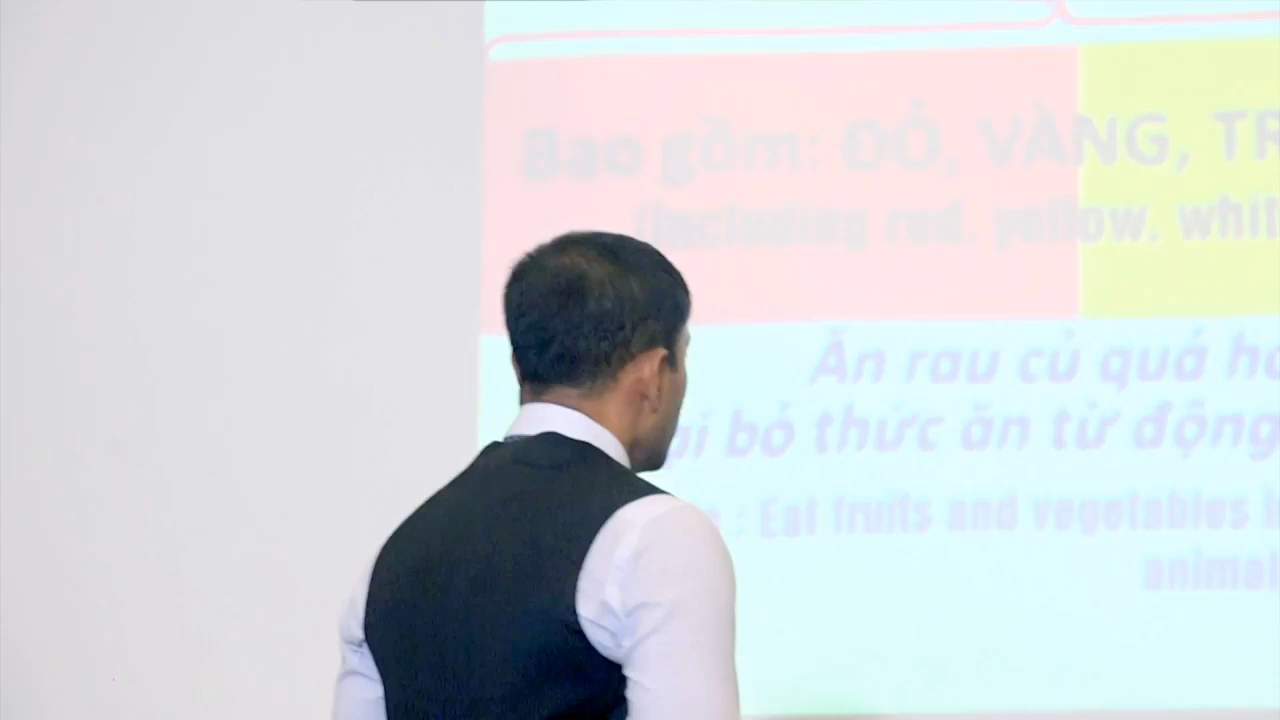 Bao gồm: ĐỎ, VÀNG, TR
(including red, yellow, whit
Ăn rau củ quả h
ại bỏ thức ăn từ động
: Eat fruits and vegetables i
animal